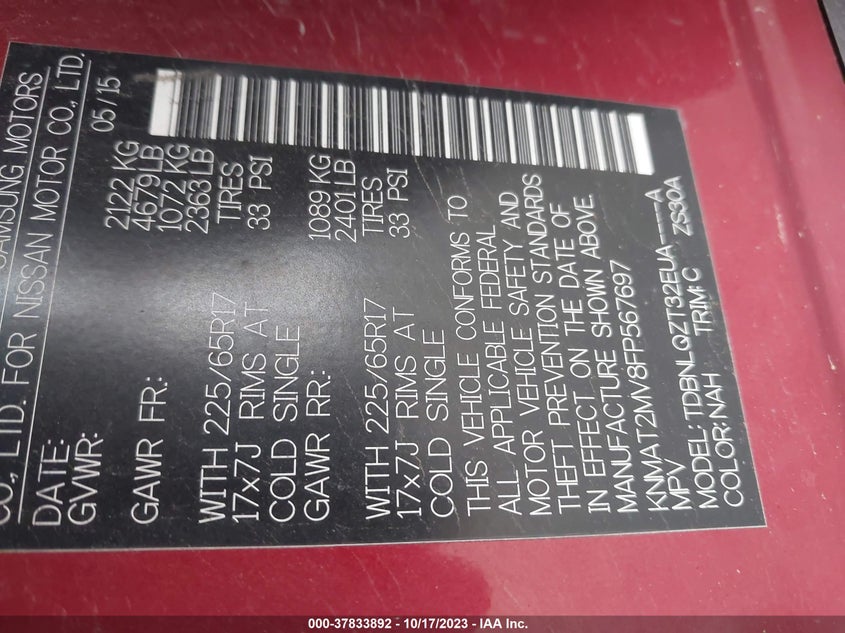 SAMSUNG MOTORS
CO., LTD. FOR NISSAN MOTOR CO., LTD.
DATE: 05/15
GVWR: 2122 KG
4679 LB
GAWR FR.: 1072 KG
2363 LB
WITH 225/65R17 TIRES
17x7J RIMS AT 33 PSI
COLD SINGLE
GAWR RR.: 1089 KG
2401 LB
WITH 225/65R17 TIRES
17x7J RIMS AT 33 PSI
COLD SINGLE
THIS VEHICLE CONFORMS TO
ALL APPLICABLE FEDERAL
MOTOR VEHICLE SAFETY AND
THEFT PREVENTION STANDARDS
IN EFFECT ON THE DATE OF
MANUFACTURE SHOWN ABOVE.
KNMAT2MV8FP567697
MPV
MODEL: TDBNLQZT32EUA----A
COLOR: NAH TRIM: C ZS30A
000-37833892 - 10/17/2023 - IAA Inc.